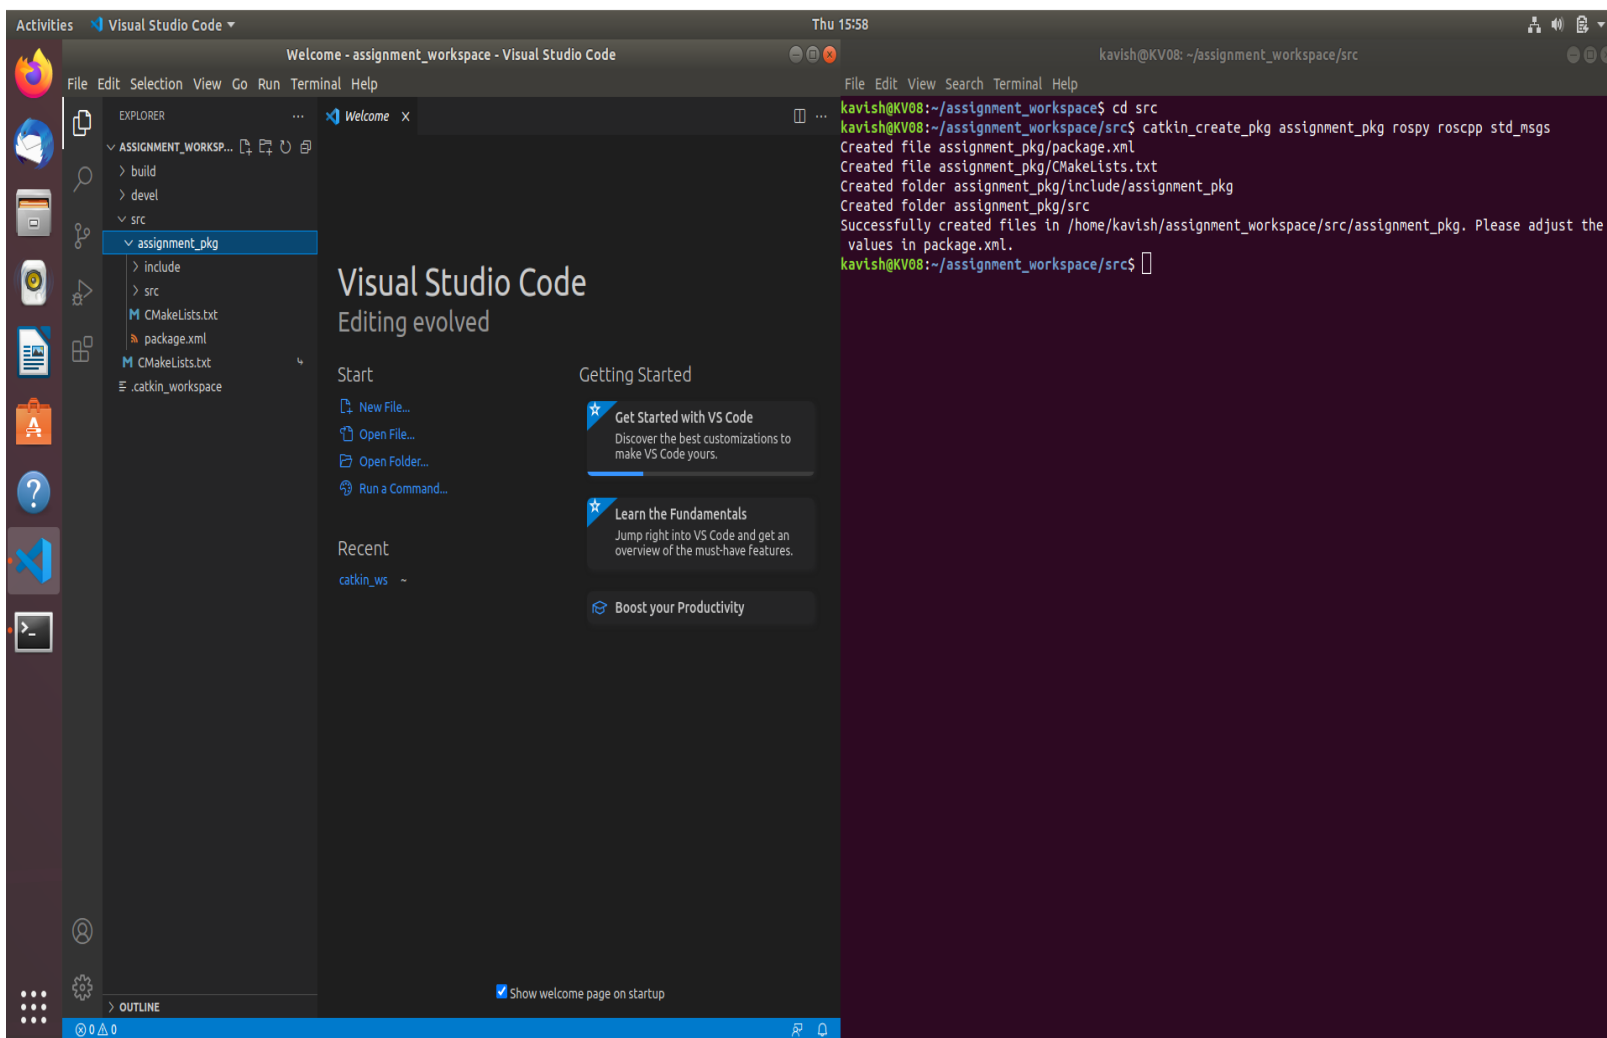 Activities Visual Studio Code Thu 15:58
Welcome - assignment_workspace - Visual Studio Code
File Edit Selection View Go Run Terminal Help
EXPLORER
ASSIGNMENT_WORKSP...
build
devel
src
assignment_pkg
include
src
CMakeLists.txt
package.xml
CMakeLists.txt
.catkin_workspace
OUTLINE
0 0
Welcome
Visual Studio Code
Editing evolved
Start
New File...
Open File...
Open Folder...
Run a Command...
Recent
catkin_ws ~
Getting Started
Get Started with VS Code
Discover the best customizations to
make VS Code yours.
Learn the Fundamentals
Jump right into VS Code and get an
overview of the must-have features.
Boost your Productivity
Show welcome page on startup
kavish@KV08: ~/assignment_workspace/src
File Edit View Search Terminal Help
kavish@KV08:~/assignment_workspace$ cd src
kavish@KV08:~/assignment_workspace/src$ catkin_create_pkg assignment_pkg rospy roscpp std_msgs
Created file assignment_pkg/package.xml
Created file assignment_pkg/CMakeLists.txt
Created folder assignment_pkg/include/assignment_pkg
Created folder assignment_pkg/src
Successfully created files in /home/kavish/assignment_workspace/src/assignment_pkg. Please adjust the
values in package.xml.
kavish@KV08:~/assignment_workspace/src$